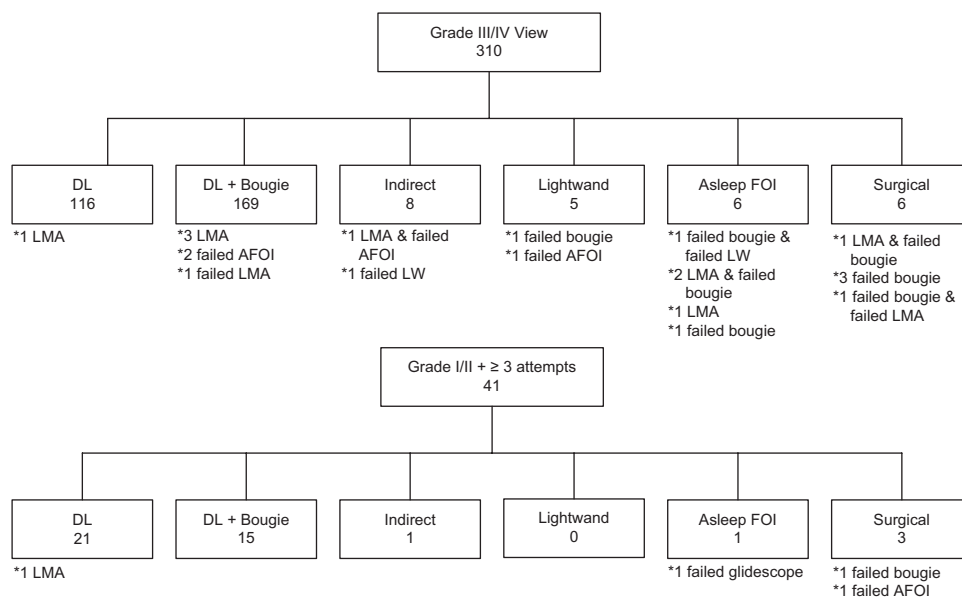 Grade III/IV View
310
DL
116
*1 LMA
DL + Bougie
169
*3 LMA
*2 failed AFOI
*1 failed LMA
Indirect
8
*1 LMA & failed
AFOI
*1 failed LW
Lightwand
5
*1 failed bougie
*1 failed AFOI
Asleep FOI
6
*1 failed bougie &
failed LW
*2 LMA & failed
bougie
*1 LMA
*1 failed bougie
Surgical
6
*1 LMA & failed
bougie
*3 failed bougie
*1 failed bougie &
failed LMA
Grade I/II + ≥ 3 attempts
41
DL
21
*1 LMA
DL + Bougie
15
Indirect
1
Lightwand
0
Asleep FOI
1
*1 failed glidescope
Surgical
3
*1 failed bougie
*1 failed AFOI